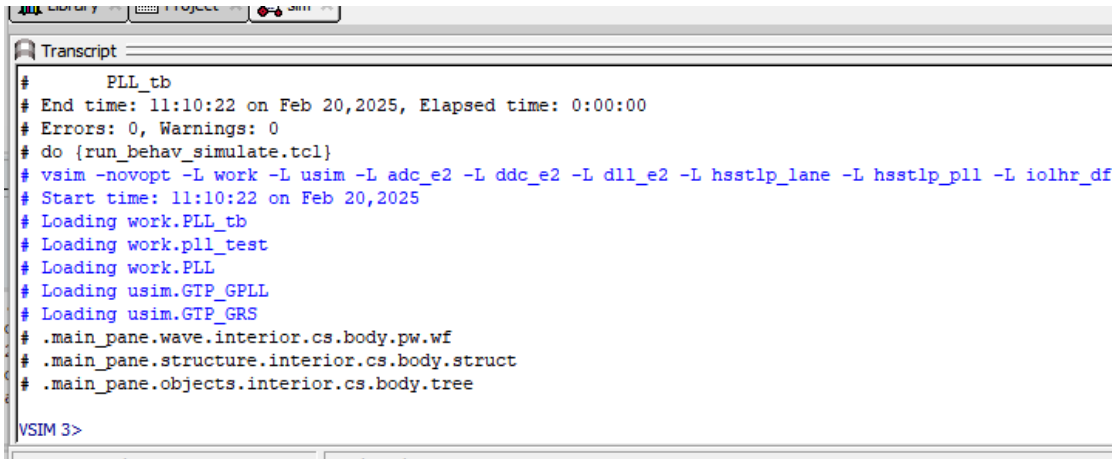 Library Project sim
Transcript
# PLL_tb
# End time: 11:10:22 on Feb 20,2025, Elapsed time: 0:00:00
# Errors: 0, Warnings: 0
# do {run_behav_simulate.tcl}
# vsim -novopt -L work -L usim -L adc_e2 -L ddc_e2 -L dll_e2 -L hsstlp_lane -L hsstlp_pll -L iolhr_df
# Start time: 11:10:22 on Feb 20,2025
# Loading work.PLL_tb
# Loading work.pll_test
# Loading work.PLL
# Loading usim.GTP_GPLL
# Loading usim.GTP_GRS
# .main_pane.wave.interior.cs.body.pw.wf
# .main_pane.structure.interior.cs.body.struct
# .main_pane.objects.interior.cs.body.tree
VSIM 3>